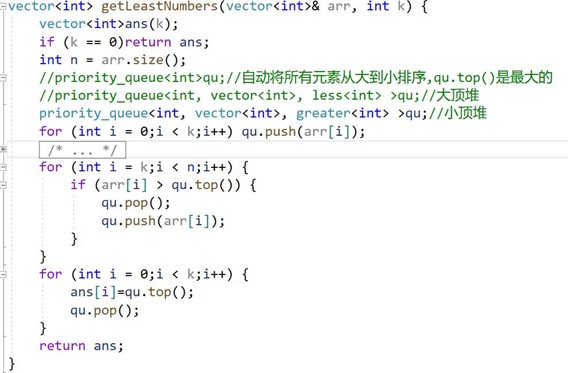 vector<int> getLeastNumbers(vector<int>& arr, int k) {
    vector<int>ans(k);
    if (k == 0)return ans;
    int n = arr.size();
    //priority_queue<int>qu;//自动将所有元素从大到小排序,qu.top()是最大的
    //priority_queue<int, vector<int>, less<int> >qu;//大顶堆
    priority_queue<int, vector<int>, greater<int> >qu;//小顶堆
    for (int i = 0;i < k;i++) qu.push(arr[i]);
    /* ... */
    for (int i = k;i < n;i++) {
        if (arr[i] > qu.top()) {
            qu.pop();
            qu.push(arr[i]);
        }
    }
    for (int i = 0;i < k;i++) {
        ans[i]=qu.top();
        qu.pop();
    }
    return ans;
}